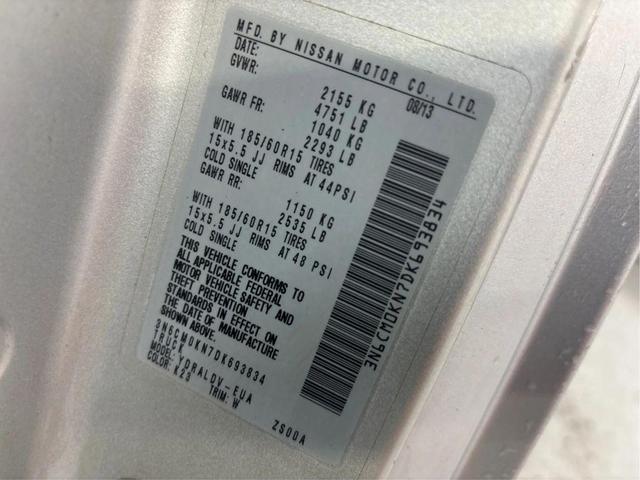 MFD. BY NISSAN MOTOR CO., LTD.
DATE: 08/13
GVWR: 2155 KG
4751 LB
GAWR FR: 1040 KG
2293 LB
WITH 185/60R15 TIRES
15x5.5 JJ RIMS AT 44PSI
COLD SINGLE
GAWR RR: 1150 KG
2535 LB
WITH 185/60R15 TIRES
15x5.5 JJ RIMS AT 48 PSI
COLD SINGLE
THIS VEHICLE CONFORMS TO
ALL APPLICABLE FEDERAL
MOTOR VEHICLE SAFETY AND
THEFT PREVENTION
STANDARDS IN EFFECT ON
THE DATE OF MANUFACTURE
SHOWN ABOVE.
3N6CM0KN7DK693834
TRUCK
MODEL: YDRALDV-EUA
COLOR: K23 TRIM: W
ZS00A
3N6CM0KN7DK693834